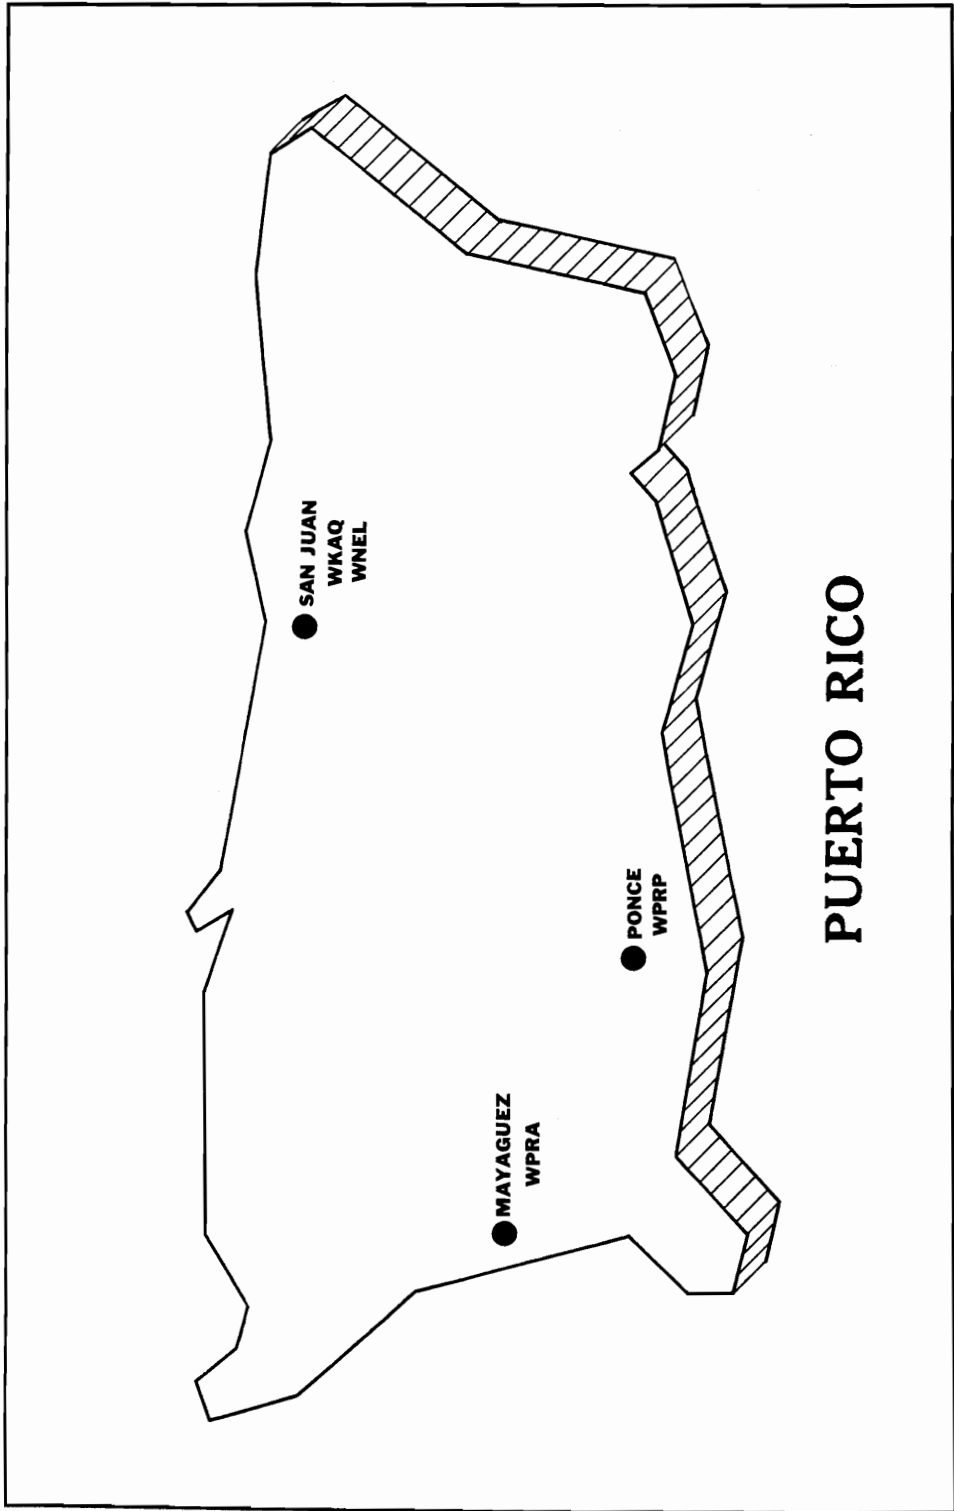 SAN JUAN
WKAQ
WNEL
PONCE
WPRP
MAYAGUEZ
WPRA
PUERTO RICO